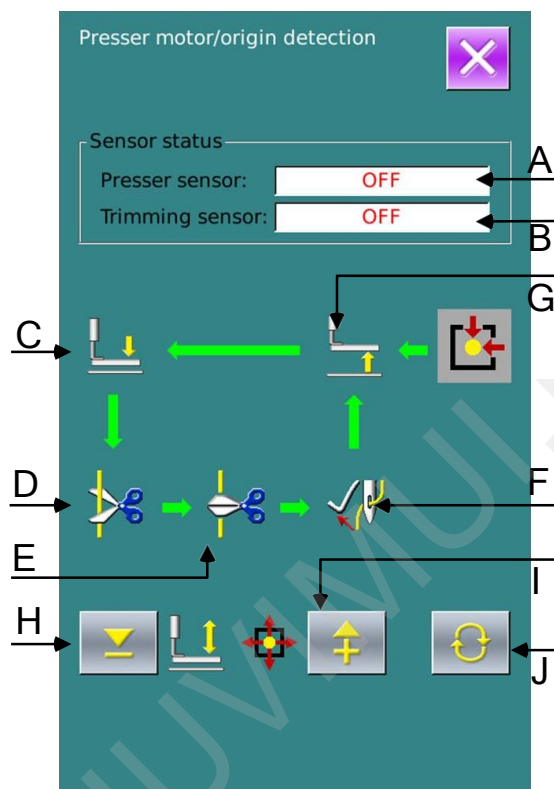 Presser motor/origin detection
Sensor status
Presser sensor: OFF
Trimming sensor: OFF
A
B
G
C
D
F
E
I
H
J